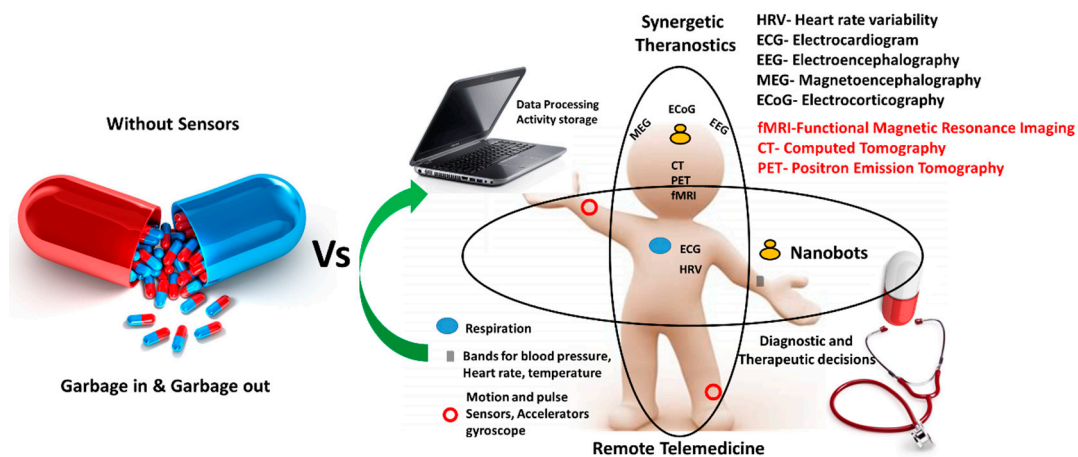 Without Sensors
Garbage in & Garbage out
Vs
Synergetic
Theranostics
Data Processing
Activity storage
ECoG
MEG
EEG
CT
PET
fMRI
ECG
HRV
Nanobots
Respiration
Bands for blood pressure,
Heart rate, temperature
Motion and pulse
Sensors, Accelerators
gyroscope
Diagnostic and
Therapeutic decisions
Remote Telemedicine
HRV- Heart rate variability
ECG- Electrocardiogram
EEG- Electroencephalography
MEG- Magnetoencephalography
ECoG- Electrocorticography
fMRI-Functional Magnetic Resonance Imaging
CT- Computed Tomography
PET- Positron Emission Tomography